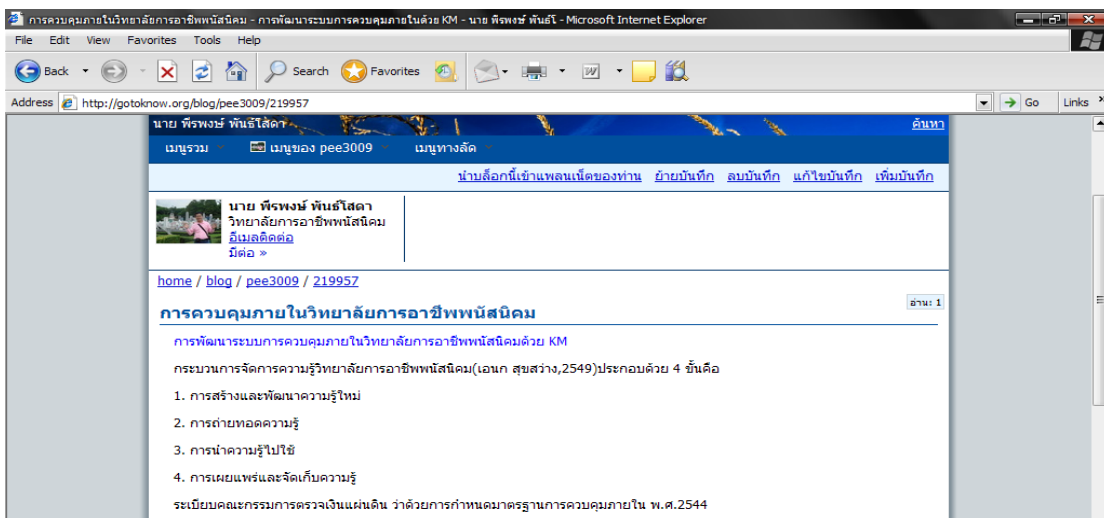 การควบคุมภายในวิทยาลัยการอาชีพพนัสนิคม - การพัฒนาระบบการควบคุมภายในด้วย KM - นาย พีรพงษ์ พันธ์โ - Microsoft Internet Explorer
File Edit View Favorites Tools Help
Back Search Favorites
Address http://gotoknow.org/blog/pee3009/219957 Go Links
นาย พีรพงษ์ พันธ์โสดา ค้นหา
เมนูรวม เมนูของ pee3009 เมนูทางลัด
นำบล็อกนี้เข้าแพลนเน็ตของท่าน ย้ายบันทึก ลบบันทึก แก้ไขบันทึก เพิ่มบันทึก
นาย พีรพงษ์ พันธ์โสดา
วิทยาลัยการอาชีพพนัสนิคม
อีเมลติดต่อ
มีต่อ »
home / blog / pee3009 / 219957
อ่าน: 1
การควบคุมภายในวิทยาลัยการอาชีพพนัสนิคม
การพัฒนาระบบการควบคุมภายในวิทยาลัยการอาชีพพนัสนิคมด้วย KM
กระบวนการจัดการความรู้วิทยาลัยการอาชีพพนัสนิคม(เอนก สุขสว่าง,2549)ประกอบด้วย 4 ขั้นคือ
1. การสร้างและพัฒนาความรู้ใหม่
2. การถ่ายทอดความรู้
3. การนำความรู้ไปใช้
4. การเผยแพร่และจัดเก็บความรู้
ระเบียบคณะกรรมการตรวจเงินแผ่นดิน ว่าด้วยการกำหนดมาตรฐานการควบคุมภายใน พ.ศ.2544